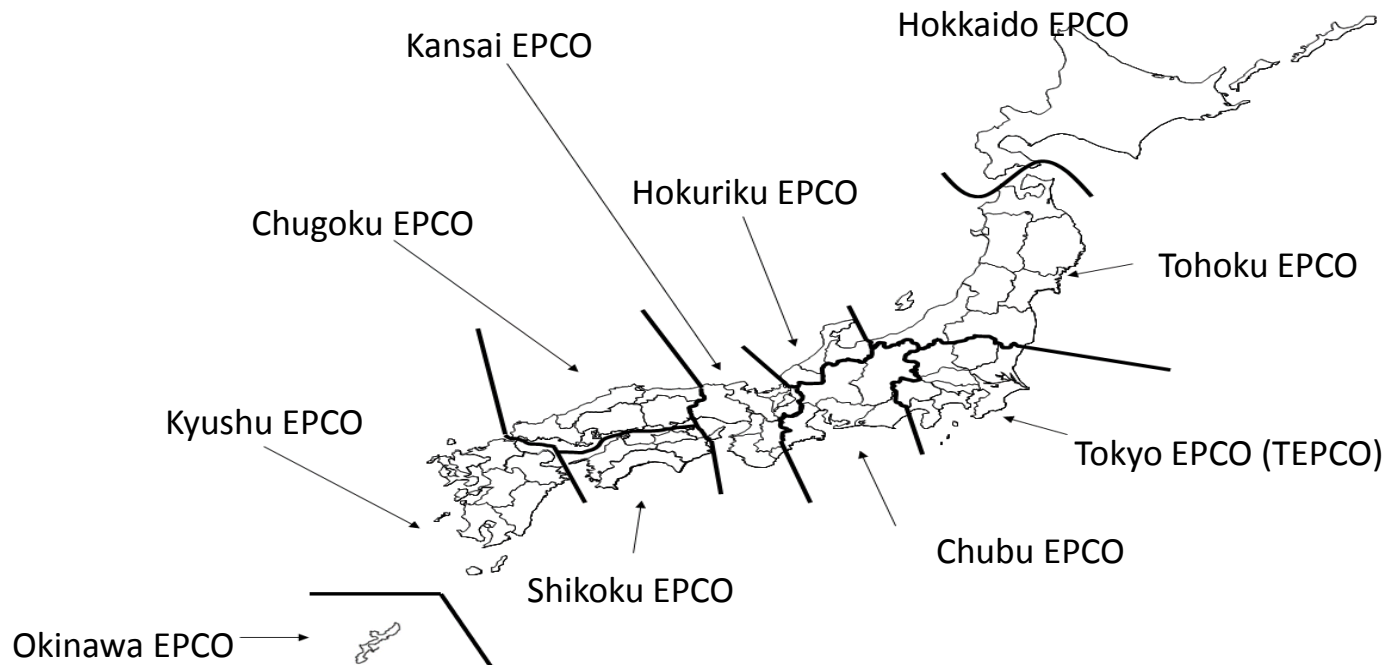 Hokkaido EPCO
Kansai EPCO
Hokuriku EPCO
Chugoku EPCO
Tohoku EPCO
Kyushu EPCO
Tokyo EPCO (TEPCO)
Chubu EPCO
Shikoku EPCO
Okinawa EPCO